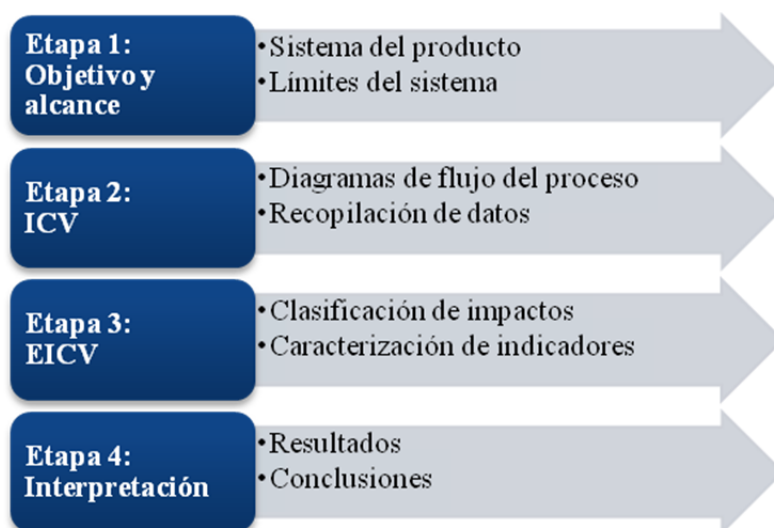 Etapa 1:
Objetivo y
alcance
•Sistema del producto
•Límites del sistema
Etapa 2:
ICV
•Diagramas de flujo del proceso
•Recopilación de datos
Etapa 3:
EICV
•Clasificación de impactos
•Caracterización de indicadores
Etapa 4:
Interpretación
•Resultados
•Conclusiones